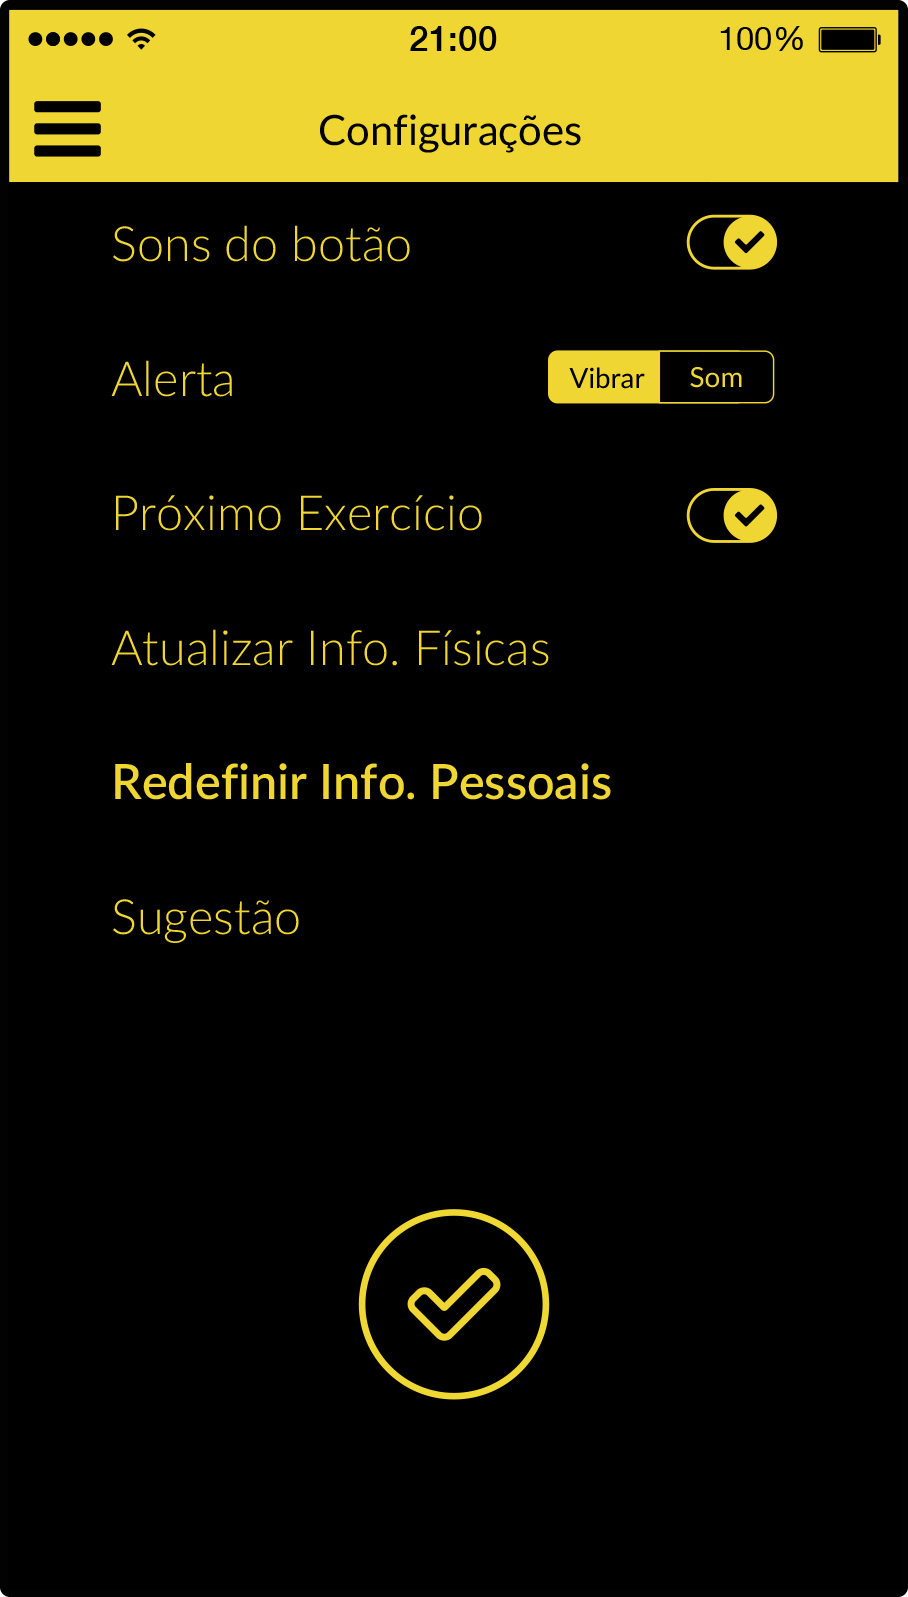 21:00 100%
Configurações
Sons do botão
Alerta Vibrar Som
Próximo Exercício
Atualizar Info. Físicas
Redefinir Info. Pessoais
Sugestão